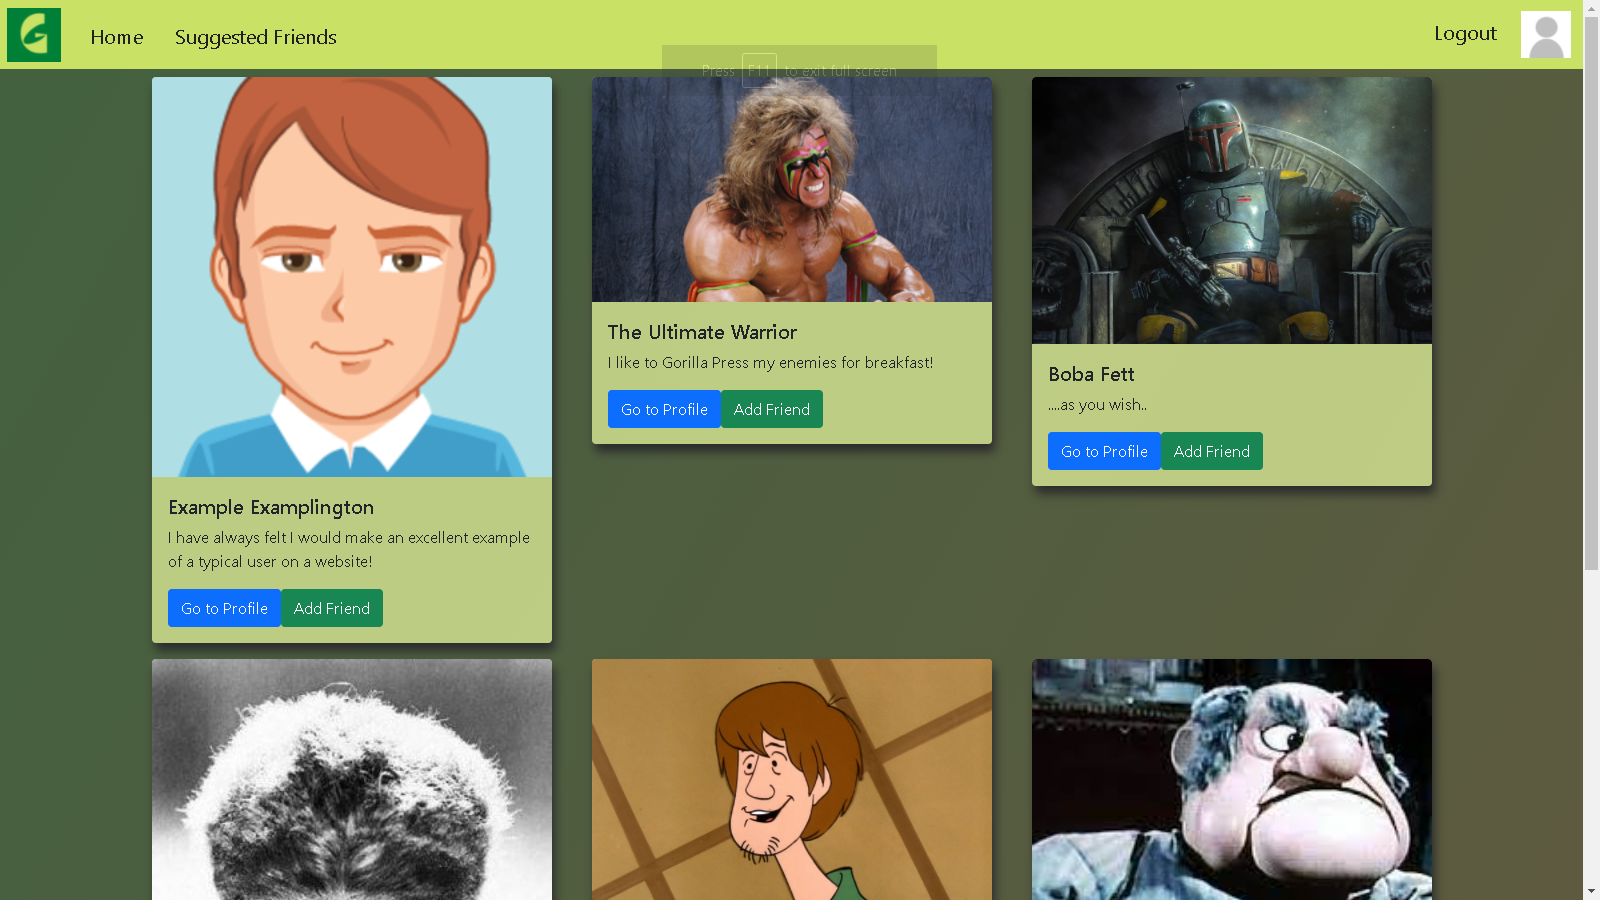 Home
Suggested Friends
Logout
Press F11 to exit full screen
Example Examplington
I have always felt I would make an excellent example
of a typical user on a website!
Go to Profile
Add Friend
The Ultimate Warrior
I like to Gorilla Press my enemies for breakfast!
Go to Profile
Add Friend
Boba Fett
....as you wish..
Go to Profile
Add Friend